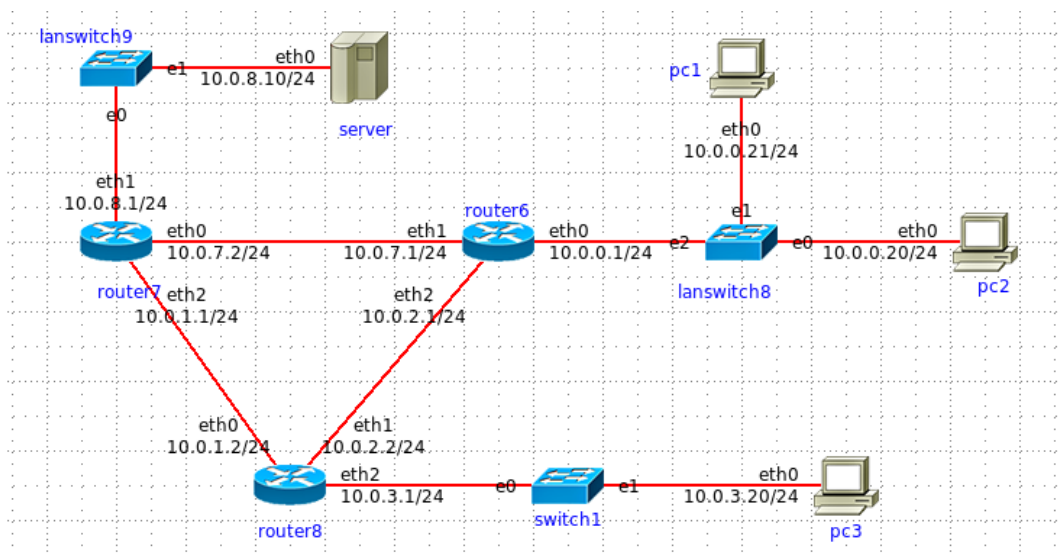 lanswitch9
e1
eth0
10.0.8.10/24
server
e0
eth1
10.0.8.1/24
pc1
eth0
10.0.0.21/24
e1
router6
eth0
10.0.7.2/24
eth1
10.0.7.1/24
eth0
10.0.0.1/24
e2
e0
eth0
10.0.0.20/24
lanswitch8
pc2
router7
eth2
10.0.1.1/24
eth2
10.0.2.1/24
eth0
10.0.1.2/24
eth1
10.0.2.2/24
eth2
10.0.3.1/24
router8
e0
e1
switch1
eth0
10.0.3.20/24
pc3